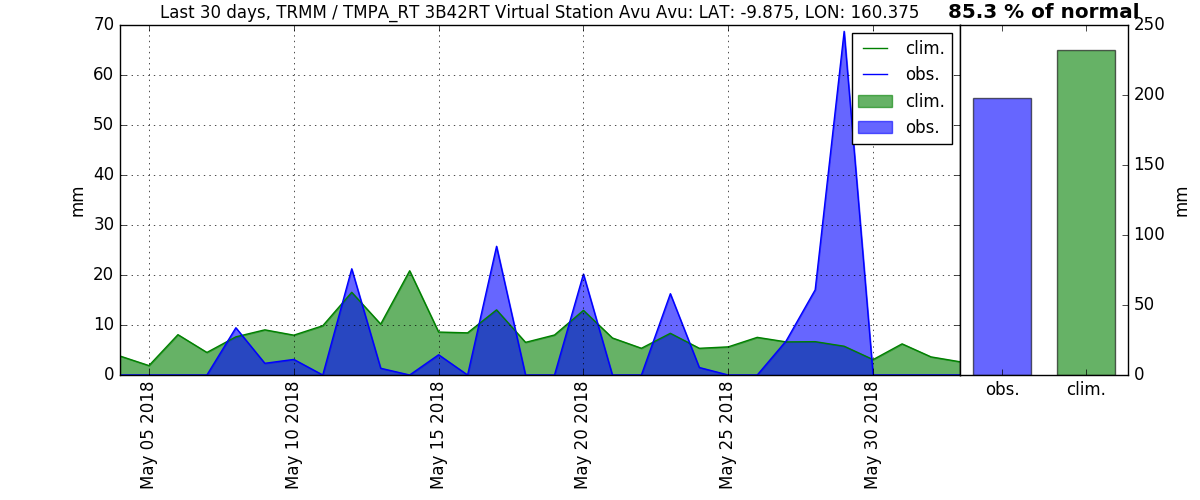 Last 30 days, TRMM / TMPA_RT 3B42RT Virtual Station Avu Avu: LAT: -9.875, LON: 160.375
85.3 % of normal
70
60
50
40
30
20
10
0
mm
clim.
obs.
clim.
obs.
May 05 2018
May 10 2018
May 15 2018
May 20 2018
May 25 2018
May 30 2018
250
200
150
100
50
0
mm
obs.
clim.